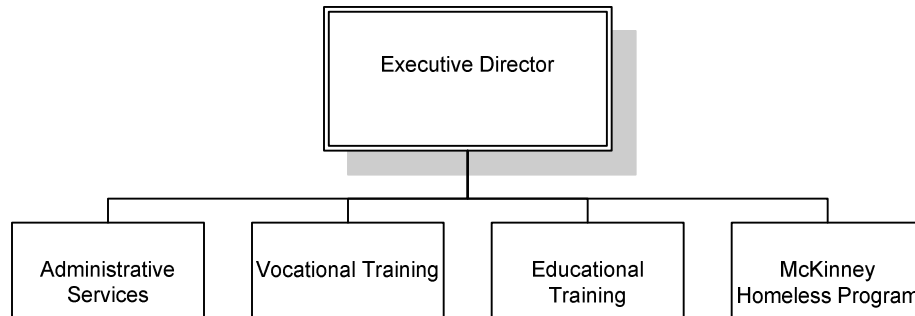 Executive Director
Administrative
Services
Vocational Training
Educational
Training
McKinney
Homeless Program